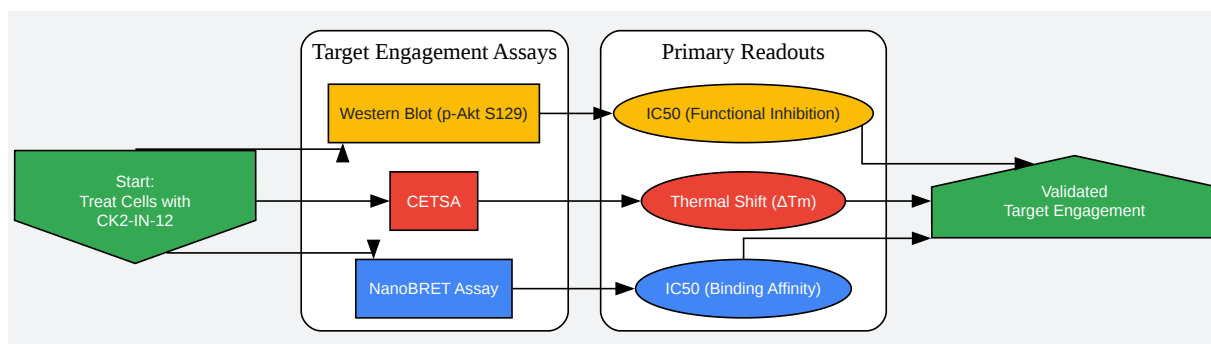 Target Engagement Assays
Primary Readouts
Western Blot (p-Akt S129)
IC50 (Functional Inhibition)
Start:
Treat Cells with
CK2-IN-12
CETSA
Thermal Shift (ΔTm)
Validated
Target Engagement
NanoBRET Assay
IC50 (Binding Affinity)